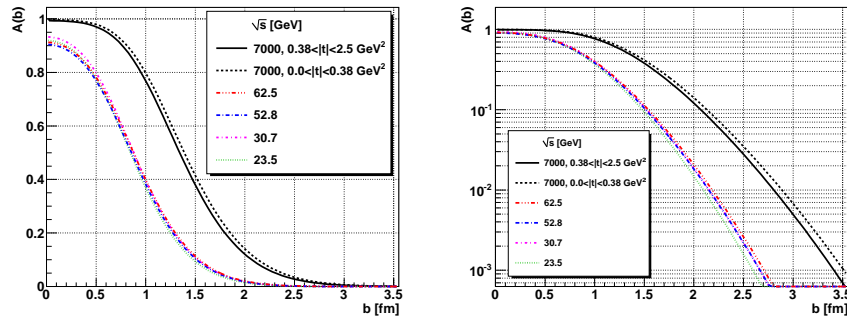 A(b)
1
0.8
0.6
0.4
0.2
0
0 0.5 1 1.5 2 2.5 3 3.5
b [fm]
√s [GeV]
7000, 0.38<|t|<2.5 GeV²
7000, 0.0<|t|<0.38 GeV²
62.5
52.8
30.7
23.5
A(b)
1
10⁻¹
10⁻²
10⁻³
0 0.5 1 1.5 2 2.5 3 3.5
b [fm]
√s [GeV]
7000, 0.38<|t|<2.5 GeV²
7000, 0.0<|t|<0.38 GeV²
62.5
52.8
30.7
23.5